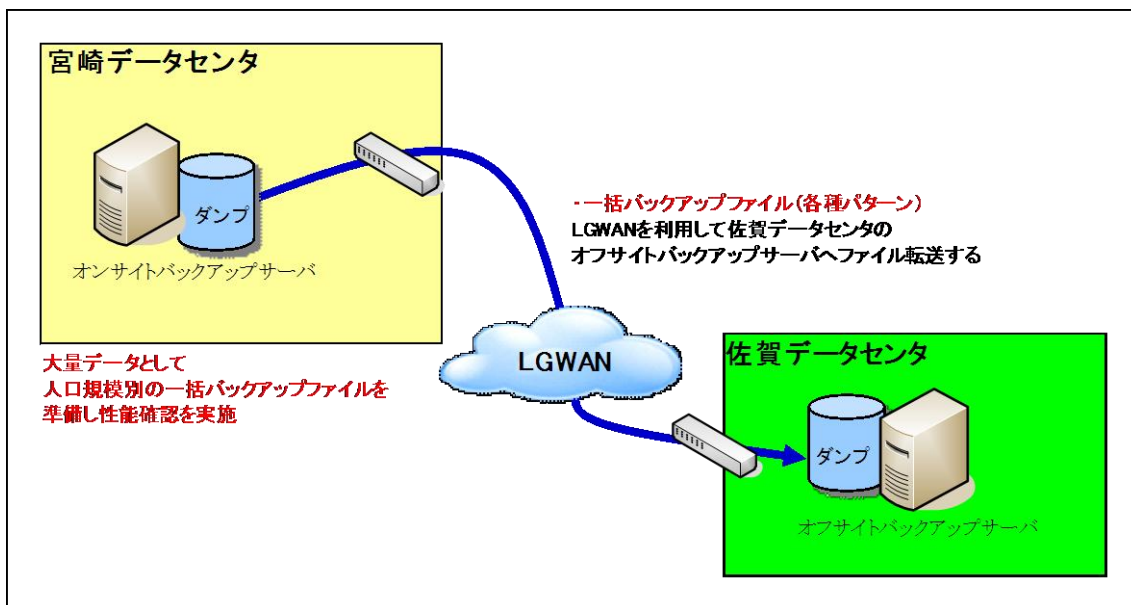 宮崎データセンタ
ダンプ
オンサイトバックアップサーバ
・一括バックアップファイル(各種パターン)
LGWANを利用して佐賀データセンタの
オフサイトバックアップサーバへファイル転送する
大量データとして
人口規模別の一括バックアップファイルを
準備し性能確認を実施
LGWAN
佐賀データセンタ
ダンプ
オフサイトバックアップサーバ